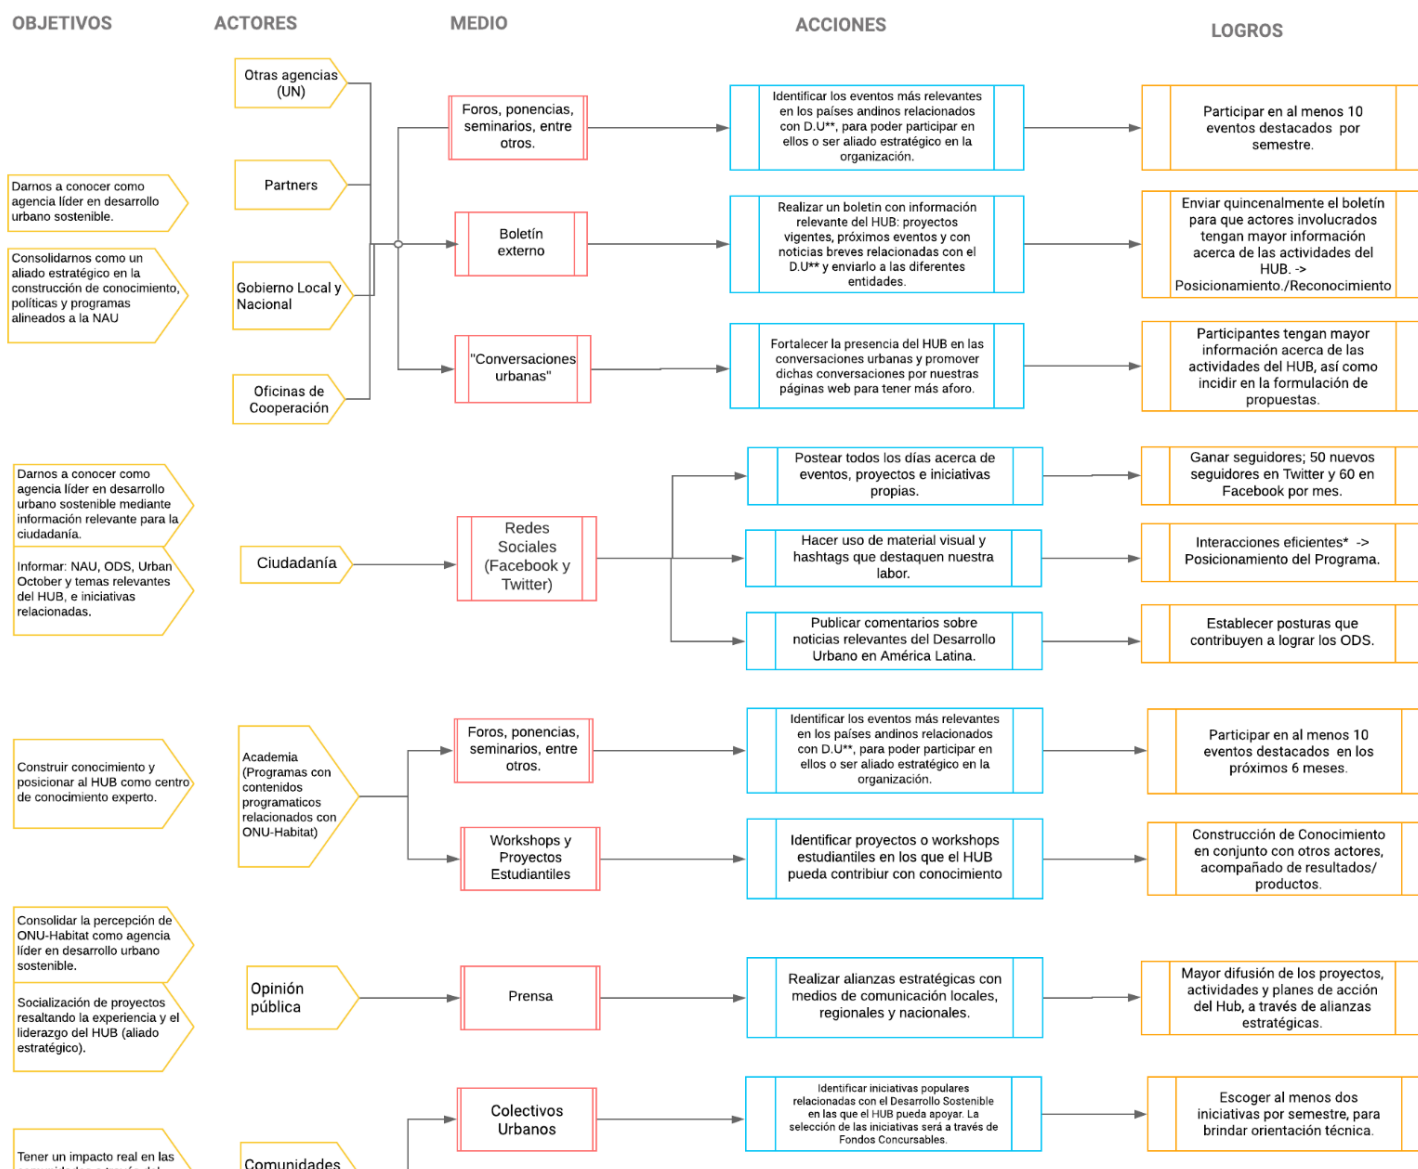 OBJETIVOS
ACTORES
MEDIO
ACCIONES
LOGROS
Darnos a conocer como
agencia líder en desarrollo
urbano sostenible.
Consolidarnos como un
aliado estratégico en la
construcción de conocimiento,
políticas y programas
alineados a la NAU
Otras agencias
(UN)
Partners
Gobierno Local y
Nacional
Oficinas de
Cooperación
Foros, ponencias,
seminarios, entre
otros.
Identificar los eventos más relevantes
en los países andinos relacionados
con D.U**, para poder participar en
ellos o ser aliado estratégico en la
organización.
Participar en al menos 10
eventos destacados por
semestre.
Boletín
externo
Realizar un boletin con información
relevante del HUB: proyectos
vigentes, próximos eventos y con
noticias breves relacionadas con el
D.U** y enviarlo a las diferentes
entidades.
Enviar quincenalmente el boletín
para que actores involucrados
tengan mayor información
acerca de las actividades del
HUB. ->
Posicionamiento./Reconocimiento
"Conversaciones
urbanas"
Fortalecer la presencia del HUB en las
conversaciones urbanas y promover
dichas conversaciones por nuestras
páginas web para tener más aforo.
Participantes tengan mayor
información acerca de las
actividades del HUB, así como
incidir en la formulación de
propuestas.
Darnos a conocer como
agencia líder en desarrollo
urbano sostenible mediante
información relevante para la
ciudadanía.
Informar: NAU, ODS, Urban
October y temas relevantes
del HUB, e iniciativas
relacionadas.
Ciudadanía
Redes
Sociales
(Facebook y
Twitter)
Postear todos los días acerca de
eventos, proyectos e iniciativas
propias.
Ganar seguidores; 50 nuevos
seguidores en Twitter y 60 en
Facebook por mes.
Hacer uso de material visual y
hashtags que destaquen nuestra
labor.
Interacciones eficientes* ->
Posicionamiento del Programa.
Publicar comentarios sobre
noticias relevantes del Desarrollo
Urbano en América Latina.
Establecer posturas que
contribuyen a lograr los ODS.
Construir conocimiento y
posicionar al HUB como centro
de conocimiento experto.
Academia
(Programas con
contenidos
programaticos
relacionados con
ONU-Habitat)
Foros, ponencias,
seminarios, entre
otros.
Identificar los eventos más relevantes
en los países andinos relacionados
con D.U**, para poder participar en
ellos o ser aliado estratégico en la
organización.
Participar en al menos 10
eventos destacados en los
próximos 6 meses.
Workshops y
Proyectos
Estudiantiles
Identificar proyectos o workshops
estudiantiles en los que el HUB
pueda contribiur con conocimiento
Construcción de Conocimiento
en conjunto con otros actores,
acompañado de resultados/
productos.
Consolidar la percepción de
ONU-Habitat como agencia
líder en desarrollo urbano
sostenible.
Socialización de proyectos
resaltando la experiencia y el
liderazgo del HUB (aliado
estratégico).
Opinión
pública
Prensa
Realizar alianzas estratégicas con
medios de comunicación locales,
regionales y nacionales.
Mayor difusión de los proyectos,
actividades y planes de acción
del Hub, a través de alianzas
estratégicas.
Tener un impacto real en las
Comunidades
Colectivos
Urbanos
Identificar iniciativas populares
relacionadas con el Desarrollo Sostenible
en las que el HUB pueda apoyar. La
selección de las iniciativas será a través de
Fondos Concursables.
Escoger al menos dos
iniciativas por semestre, para
brindar orientación técnica.